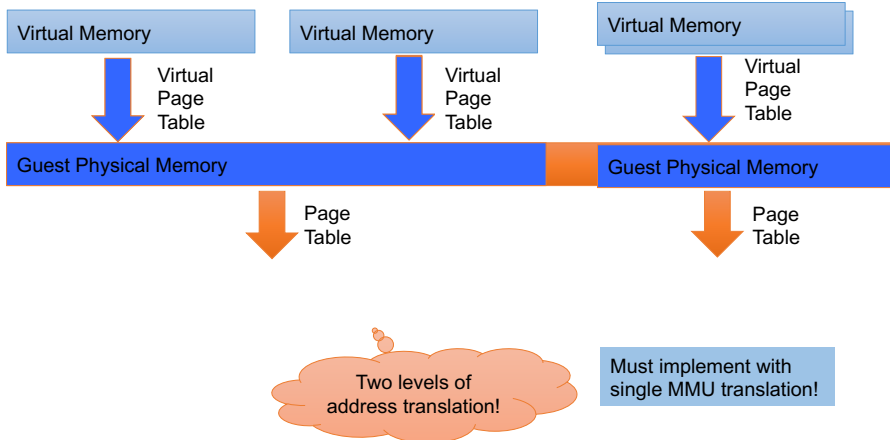 Virtual Memory
Virtual Memory
Virtual Memory
Virtual
Page
Table
Virtual
Page
Table
Virtual
Page
Table
Guest Physical Memory
Guest Physical Memory
Page
Table
Page
Table
Two levels of
address translation!
Must implement with
single MMU translation!